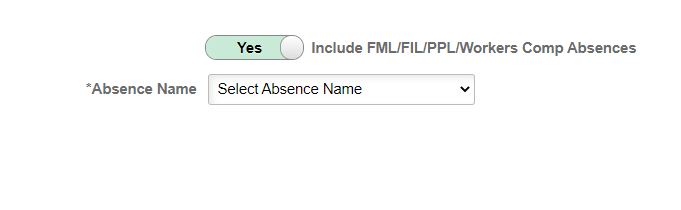 Yes Include FML/FIL/PPL/Workers Comp Absences
*Absence Name Select Absence Name